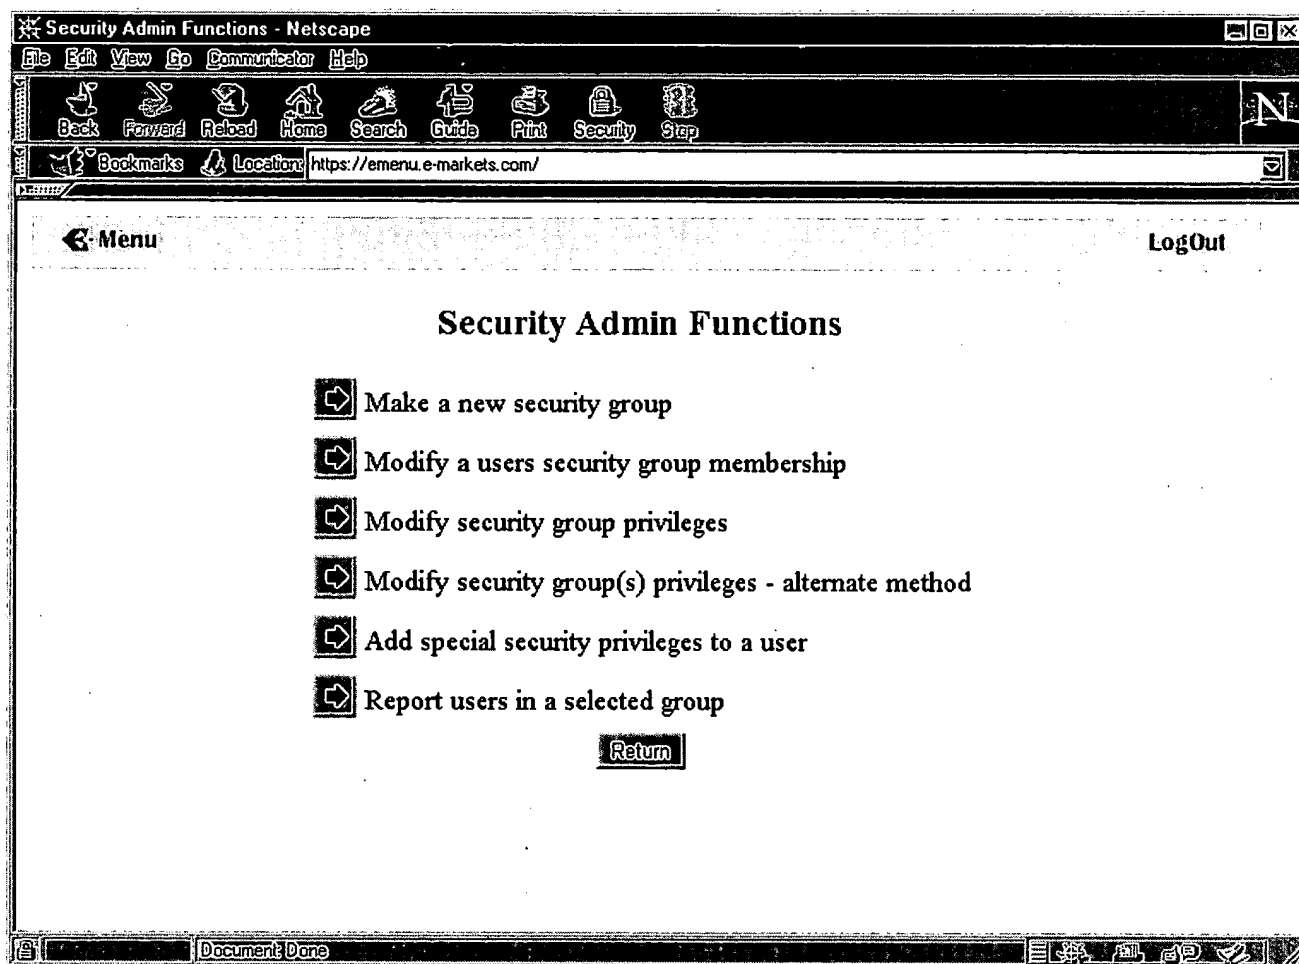 Security Admin Functions - Netscape
File Edit View Go Communicator Help
Back Forward Reload Home Search Guide Print Security Stop
N
Bookmarks Location: https://emenu.e-markets.com/
Menu LogOut
Security Admin Functions
Make a new security group
Modify a users security group membership
Modify security group privileges
Modify security group(s) privileges - alternate method
Add special security privileges to a user
Report users in a selected group
Return
Document: Done